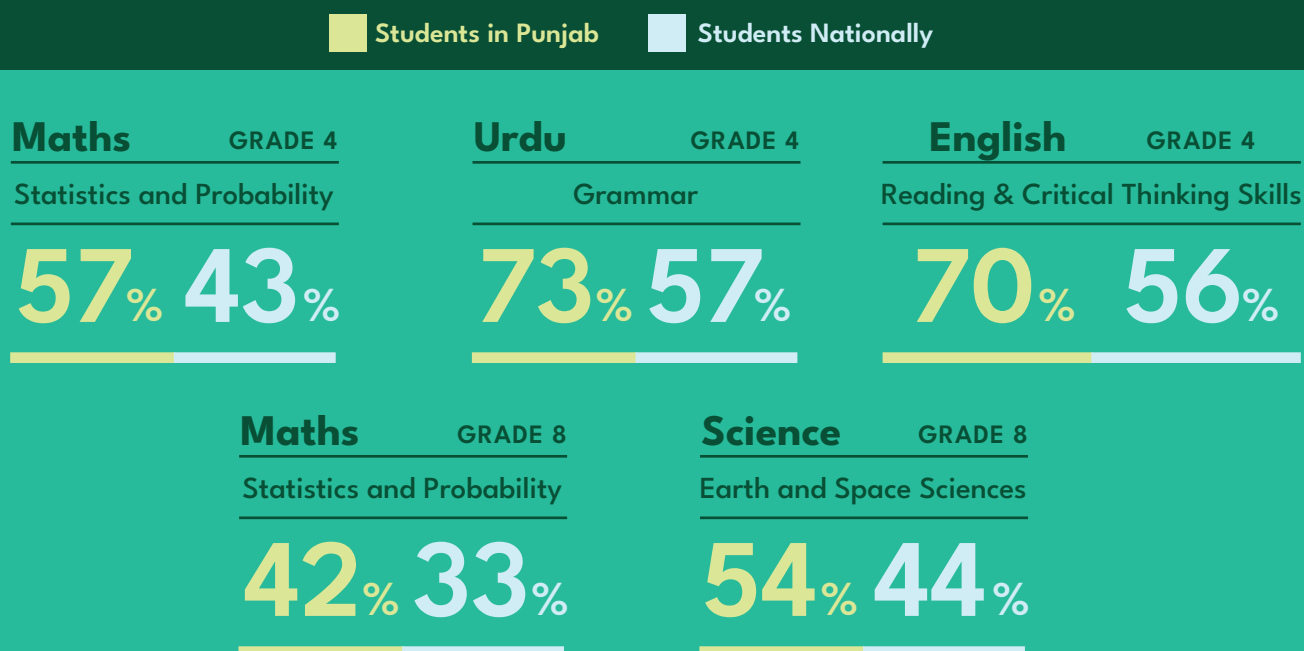 Students in Punjab Students Nationally
Maths GRADE 4
Statistics and Probability
57% 43%
Urdu GRADE 4
Grammar
73% 57%
English GRADE 4
Reading & Critical Thinking Skills
70% 56%
Maths GRADE 8
Statistics and Probability
42% 33%
Science GRADE 8
Earth and Space Sciences
54% 44%